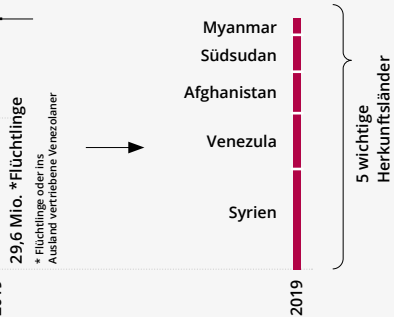 29,6 Mio. *Flüchtlinge
* Flüchtlinge oder ins
Ausland vertriebene Venezolaner
Myanmar
Südsudan
Afghanistan
Venezula
Syrien
2019
5 wichtige
Herkunftsländer